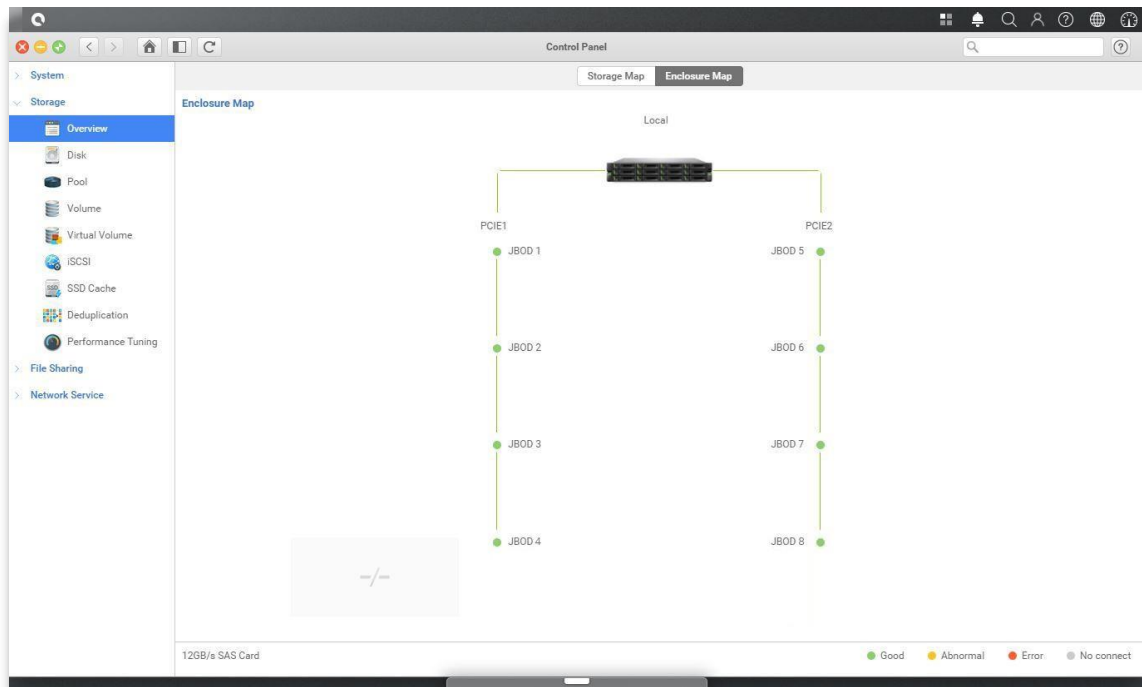 Control Panel
System
Storage
Overview
Disk
Pool
Volume
Virtual Volume
iSCSI
SSD Cache
Deduplication
Performance Tuning
File Sharing
Network Service
Storage Map Enclosure Map
Enclosure Map
Local
PCIE1 PCIE2
JBOD 1 JBOD 5
JBOD 2 JBOD 6
JBOD 3 JBOD 7
JBOD 4 JBOD 8
-/-
12GB/s SAS Card Good Abnormal Error No connect